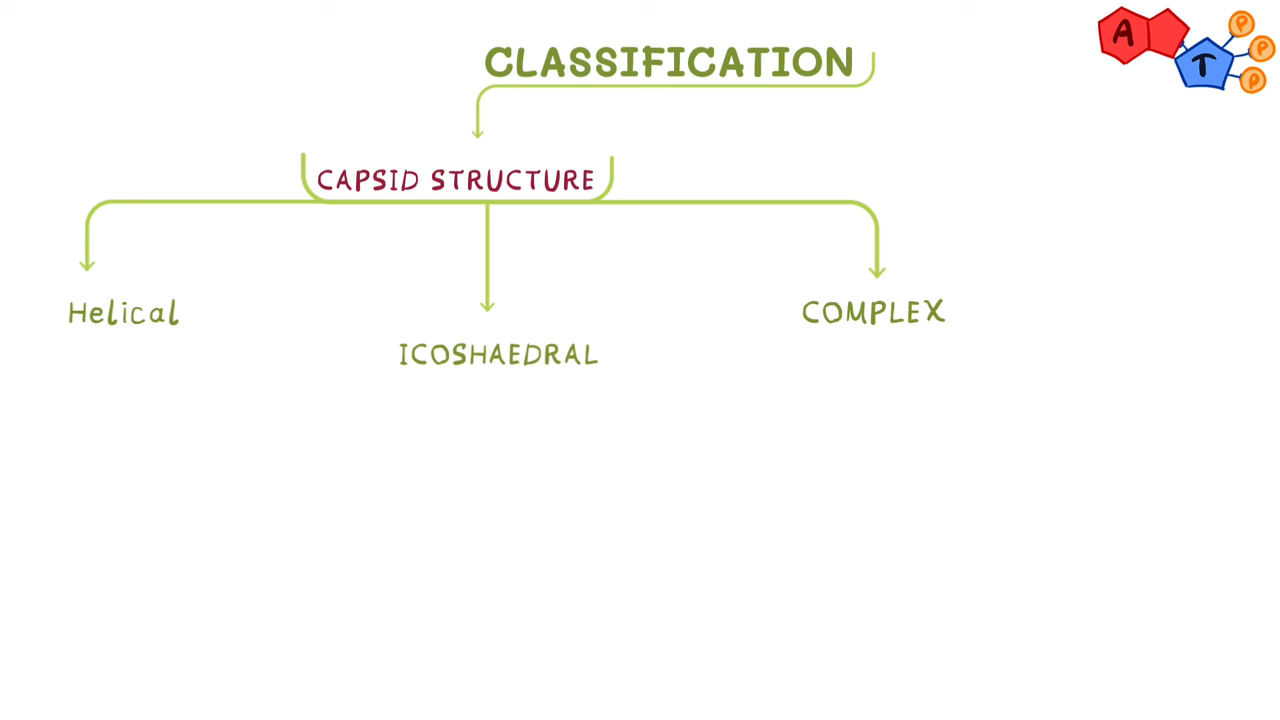 CLASSIFICATION
A
T
P
P
P
CAPSID STRUCTURE
Helical
COMPLEX
ICOSHAEDRAL